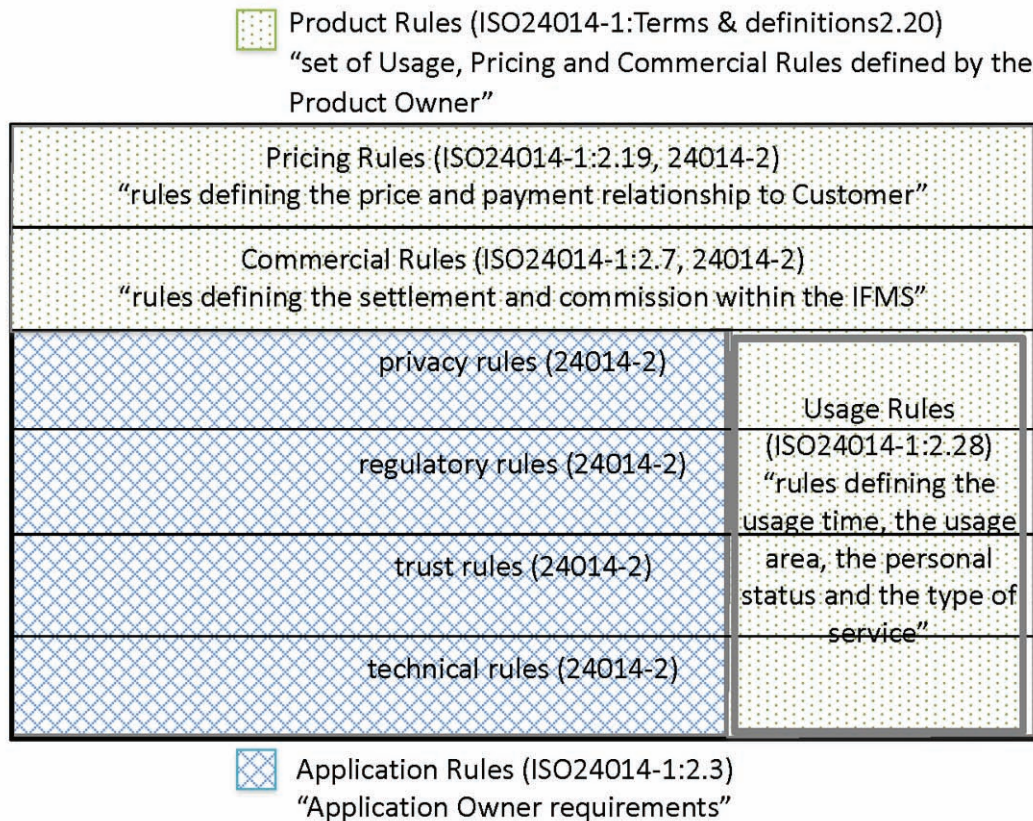 Product Rules (ISO24014-1:Terms & definitions2.20)
“set of Usage, Pricing and Commercial Rules defined by the
Product Owner”
Pricing Rules (ISO24014-1:2.19, 24014-2)
“rules defining the price and payment relationship to Customer”
Commercial Rules (ISO24014-1:2.7, 24014-2)
“rules defining the settlement and commission within the IFMS”
privacy rules (24014-2)
regulatory rules (24014-2)
trust rules (24014-2)
technical rules (24014-2)
Usage Rules
(ISO24014-1:2.28)
“rules defining the
usage time, the usage
area, the personal
status and the type of
service”
Application Rules (ISO24014-1:2.3)
“Application Owner requirements”